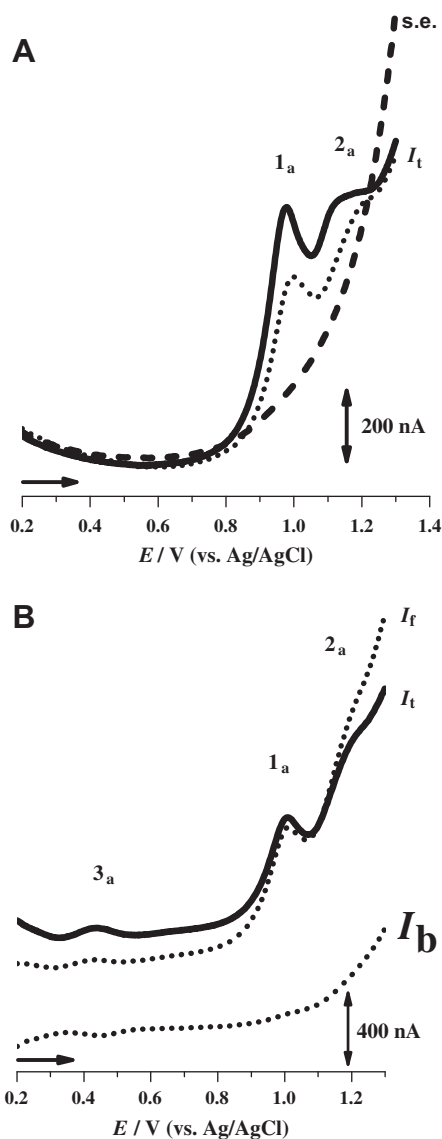 A
s.e.
2a
1a
It
200 nA
0.2 0.4 0.6 0.8 1.0 1.2 1.4
E / V (vs. Ag/AgCl)
B
If
2a
It
1a
3a
Ib
400 nA
0.2 0.4 0.6 0.8 1.0 1.2
E / V (vs. Ag/AgCl)